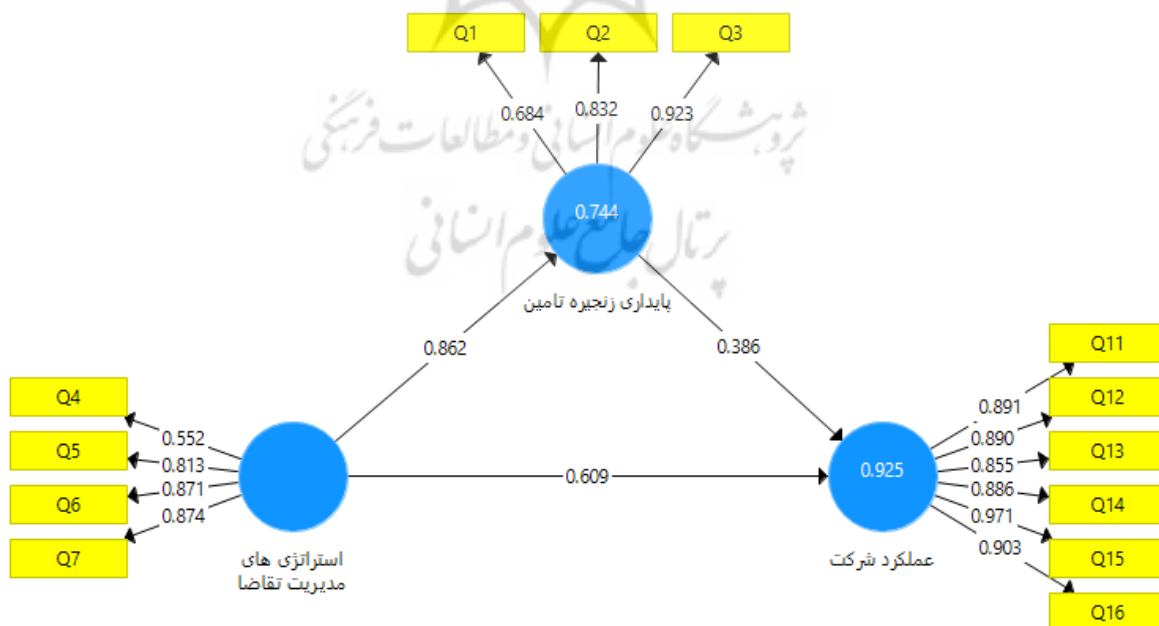 Q1
Q2
Q3
0.684
0.832
0.923
پژوهشگاه علوم انسانی و مطالعات فرهنگی
0.744
پرتال جامع علوم انسانی
پایداری زنجیره تامین
0.862
0.386
Q4
Q5
Q6
Q7
0.552
0.813
0.871
0.874
0.609
استراتژی های
مدیریت تقاضا
0.925
عملکرد شرکت
0.891
0.890
0.855
0.886
0.971
0.903
Q11
Q12
Q13
Q14
Q15
Q16